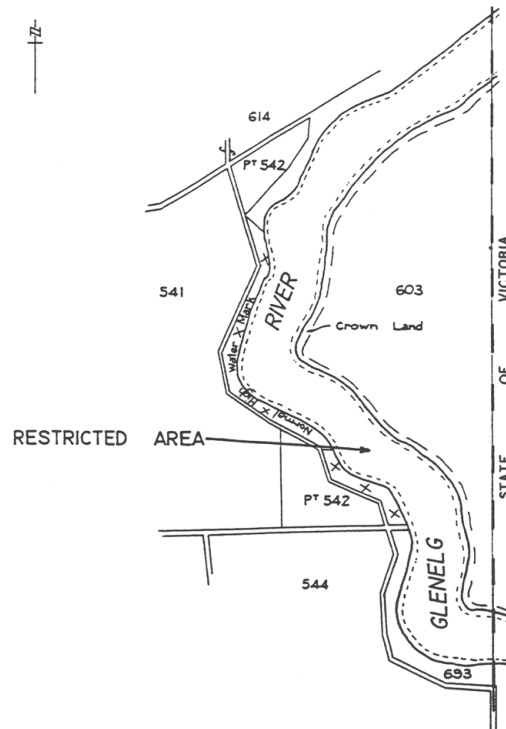 N
614
PT 542
541
RIVER
603
Crown Land
Normal High Water Mark
RESTRICTED AREA
PT 542
544
GLENELG
693
STATE OF VICTORIA